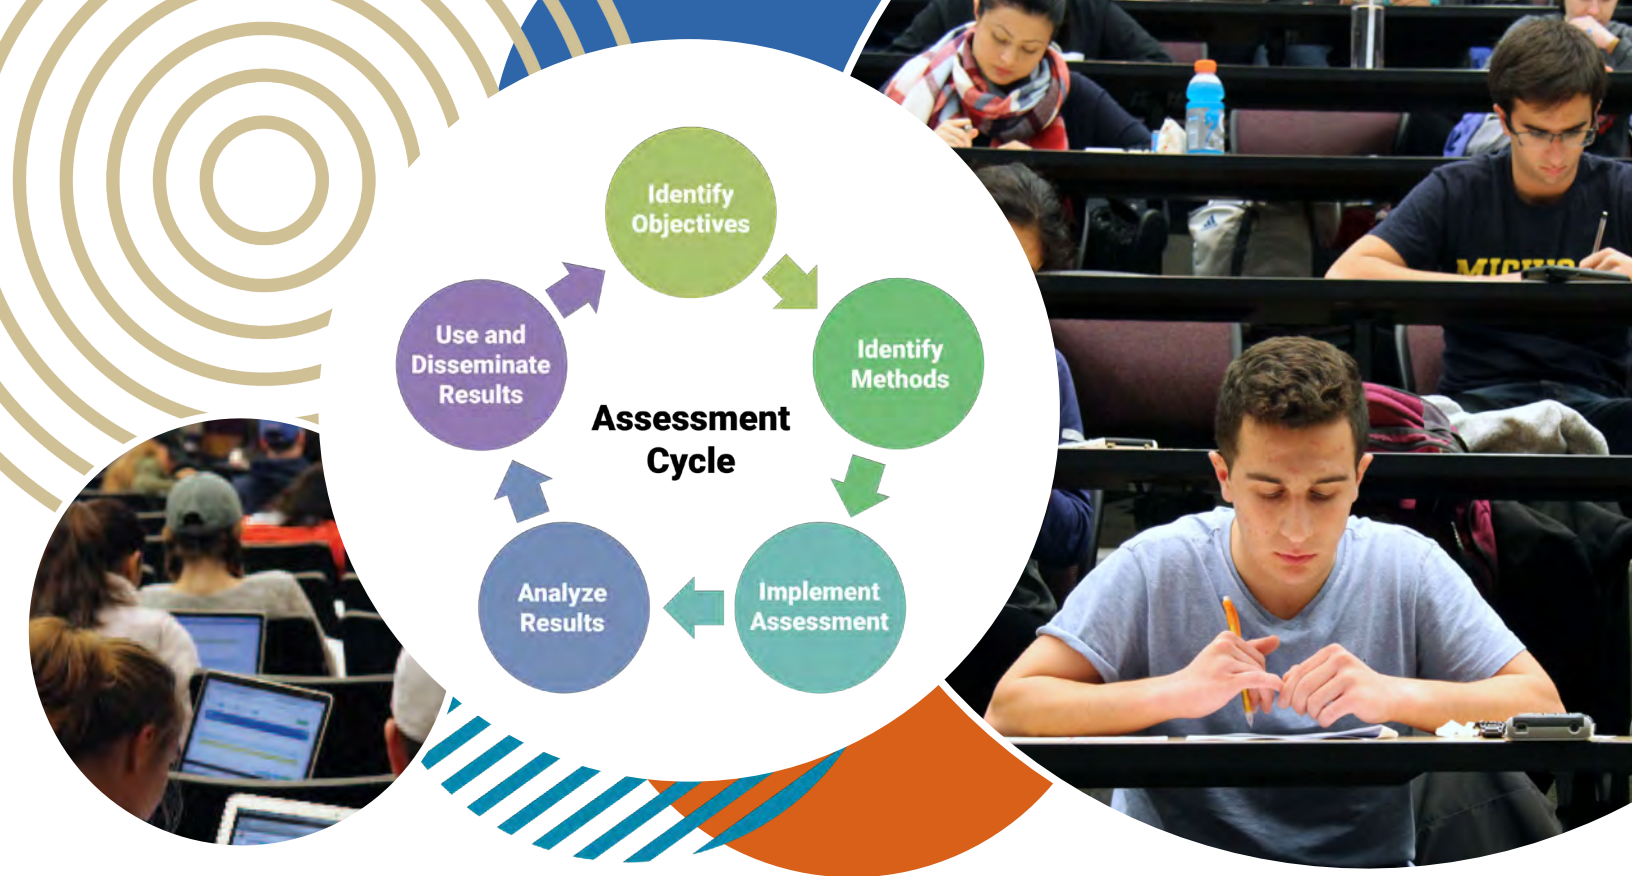 Identify
Objectives
Identify
Methods
Implement
Assessment
Analyze
Results
Use and
Disseminate
Results
Assessment
Cycle